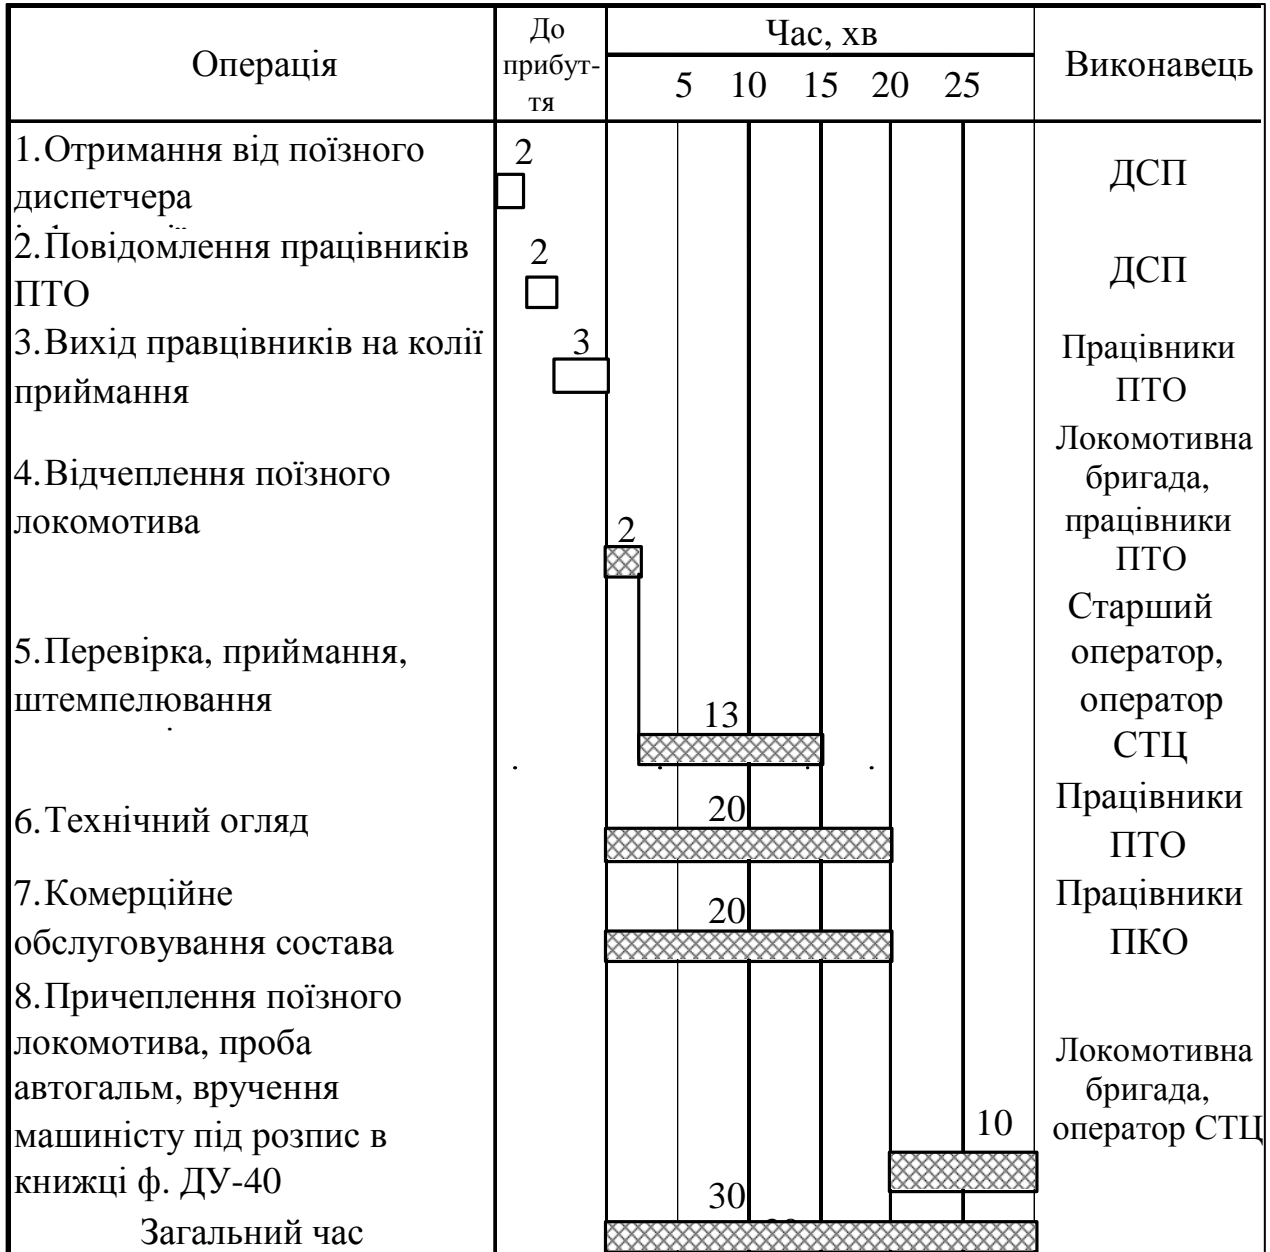 Операція
До
прибут-
тя
Час, хв
5 10 15 20 25
Виконавець
1.Отримання від поїзного
диспетчера
2
ДСП
2.Повідомлення працівників
ПТО
2
ДСП
3.Вихід правцівників на колії
приймання
3
Працівники
ПТО
4.Відчеплення поїзного
локомотива
2
Локомотивна
бригада,
працівники
ПТО
5.Перевірка, приймання,
штемпелювання
13
Старший
оператор,
оператор
СТЦ
6.Технічний огляд
20
Працівники
ПТО
7.Комерційне
обслуговування состава
20
Працівники
ПКО
8.Причеплення поїзного
локомотива, проба
автогальм, вручення
машиністу під розпис в
книжці ф. ДУ-40
10
Локомотивна
бригада,
оператор СТЦ
Загальний час
30